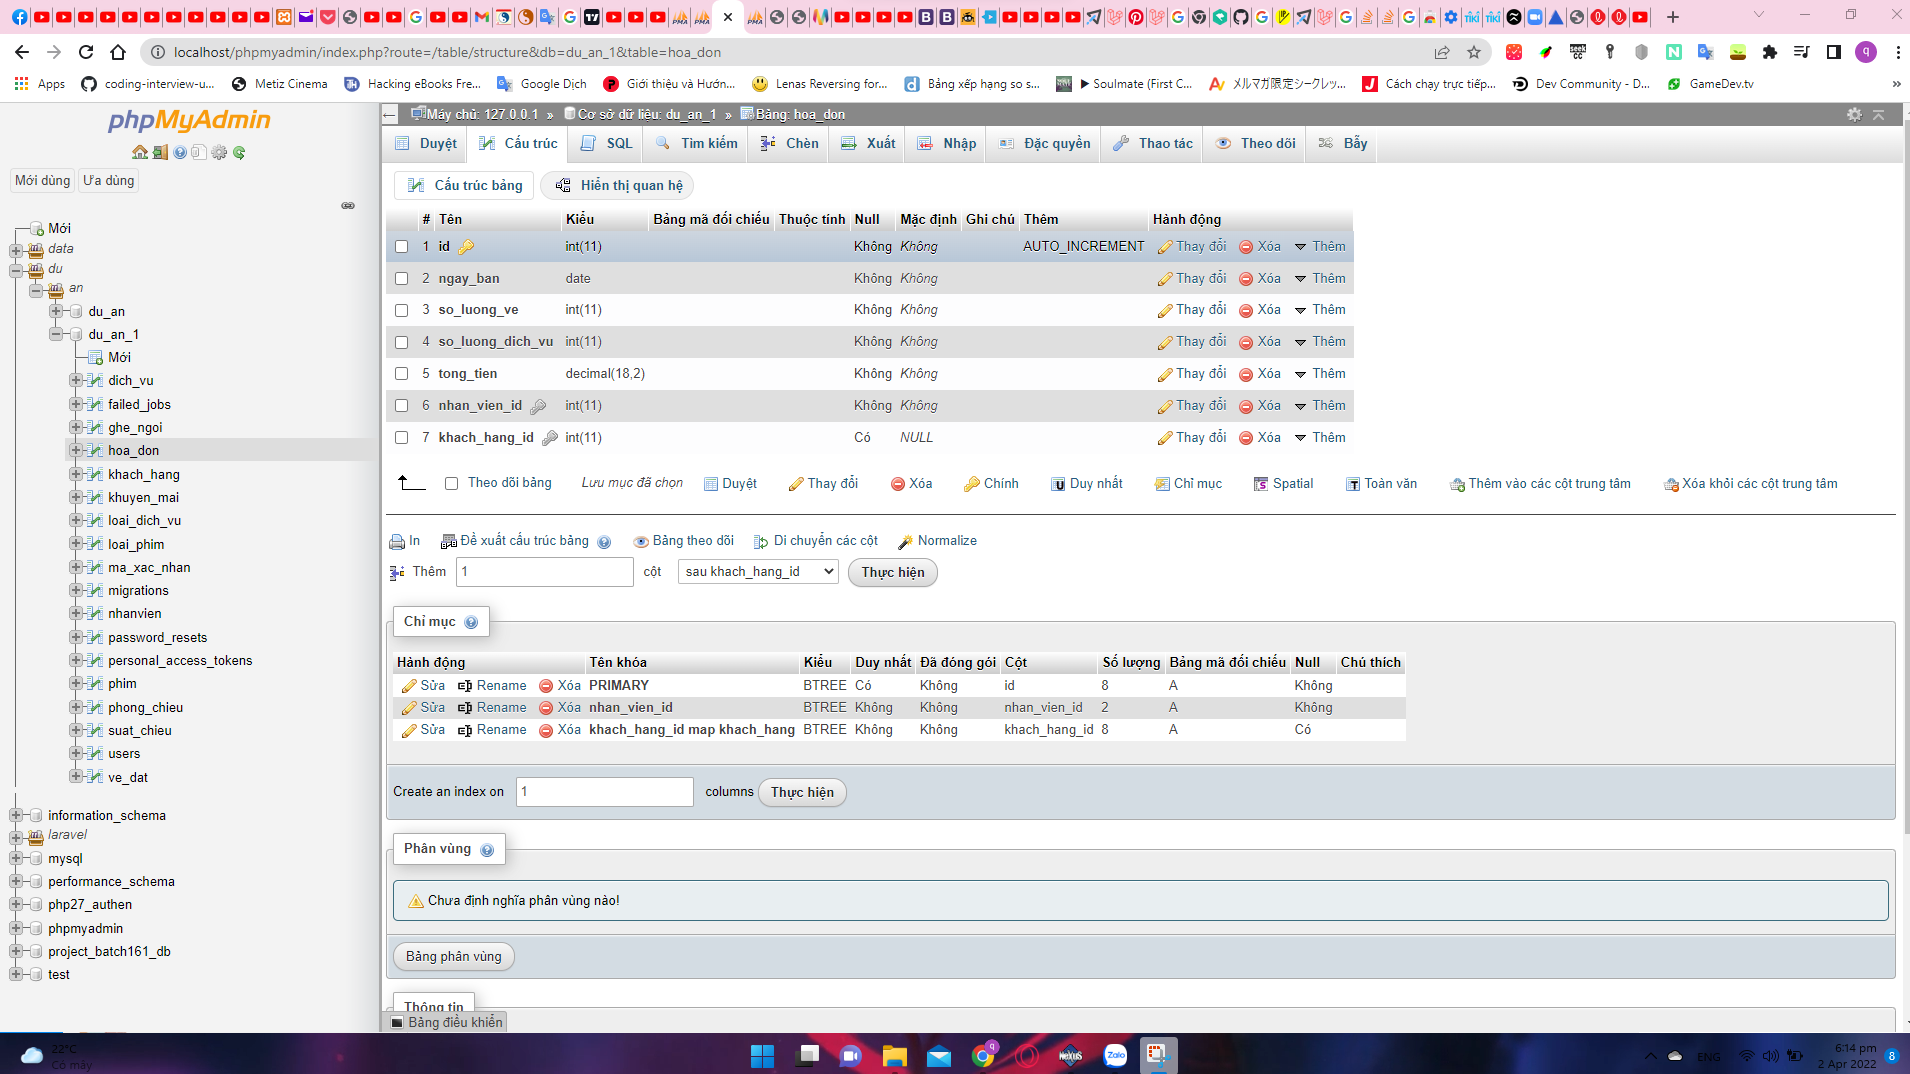 localhost/phpmyadmin/index.php?route=/table/structure&db=du_an_1&table=hoa_don
q
Apps
coding-interview-u...
Metiz Cinema
Hacking eBooks Fre...
Google Dịch
Giới thiệu và Hướn...
Lenas Reversing for...
Bảng xếp hạng so s...
▶ Soulmate (First C...
メルマガ限定シークレッ...
Cách chạy trực tiếp...
Dev Community - D...
GameDev.tv
»
phpMyAdmin
Mới dùng
Ưa dùng
Mới
data
du
an
du_an
du_an_1
Mới
dich_vu
failed_jobs
ghe_ngoi
hoa_don
khach_hang
khuyen_mai
loai_dich_vu
loai_phim
ma_xac_nhan
migrations
nhanvien
password_resets
personal_access_tokens
phim
phong_chieu
suat_chieu
users
ve_dat
information_schema
laravel
mysql
performance_schema
php27_authen
phpmyadmin
project_batch161_db
test
Máy chủ: 127.0.0.1 » Cơ sở dữ liệu: du_an_1 » Bảng: hoa_don
Duyệt Cấu trúc SQL Tìm kiếm Chèn Xuất Nhập Đặc quyền Thao tác Theo dõi Bẫy
Cấu trúc bảng Hiển thị quan hệ
# Tên Kiểu Bảng mã đối chiếu Thuộc tính Null Mặc định Ghi chú Thêm Hành động
1 id int(11) Không Không AUTO_INCREMENT Thay đổi Xóa Thêm
2 ngay_ban date Không Không Thay đổi Xóa Thêm
3 so_luong_ve int(11) Không Không Thay đổi Xóa Thêm
4 so_luong_dich_vu int(11) Không Không Thay đổi Xóa Thêm
5 tong_tien decimal(18,2) Không Không Thay đổi Xóa Thêm
6 nhan_vien_id int(11) Không Không Thay đổi Xóa Thêm
7 khach_hang_id int(11) Có NULL Thay đổi Xóa Thêm
Theo dõi bảng Lưu mục đã chọn Duyệt Thay đổi Xóa Chính Duy nhất Chỉ mục Spatial Toàn văn Thêm vào các cột trung tâm Xóa khỏi các cột trung tâm
In Đề xuất cấu trúc bảng Bảng theo dõi Di chuyển các cột Normalize
Thêm 1 cột sau khach_hang_id Thực hiện
Chỉ mục
Hành động Tên khóa Kiểu Duy nhất Đã đóng gói Cột Số lượng Bảng mã đối chiếu Null Chú thích
Sửa Rename Xóa PRIMARY BTREE Có Không id 8 A Không
Sửa Rename Xóa nhan_vien_id BTREE Không Không nhan_vien_id 2 A Không
Sửa Rename Xóa khach_hang_id map khach_hang BTREE Không Không khach_hang_id 8 A Có
Create an index on 1 columns Thực hiện
Phân vùng
Chưa định nghĩa phân vùng nào!
Bảng phân vùng
Thông tin
Bảng điều khiển
22°C
Có mây
ENG
6:14 pm
2 Apr 2022
8